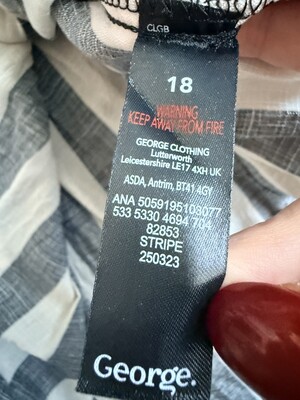 CLGB
18
WARNING
KEEP AWAY FROM FIRE
GEORGE CLOTHING
Lutterworth
Leicestershire LE17 4XH UK
ASDA, Antrim, BT41 4GY
ANA 5059195103077
533 5330 4694 704
82853
STRIPE
250323
George.